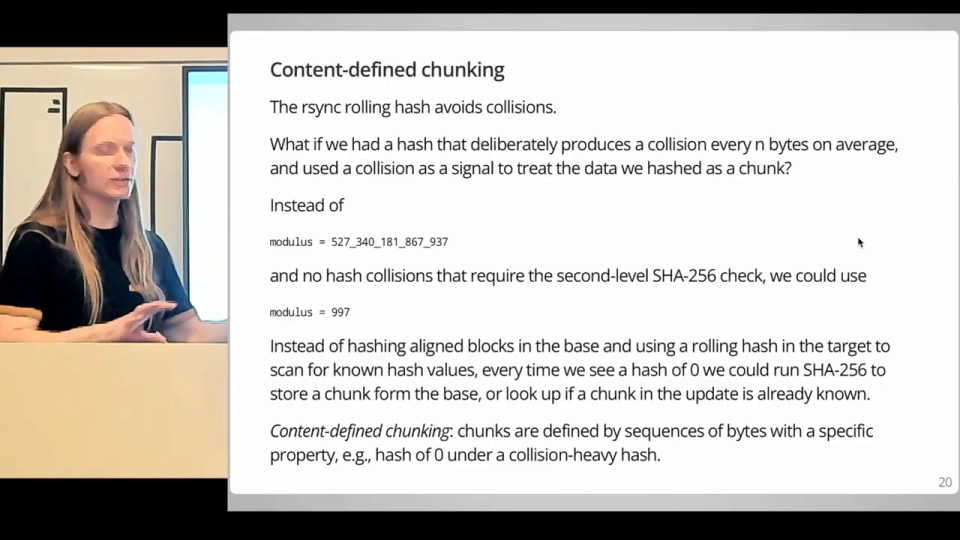 Content-defined chunking
The rsync rolling hash avoids collisions.
What if we had a hash that deliberately produces a collision every n bytes on average,
and used a collision as a signal to treat the data we hashed as a chunk?
Instead of
modulus = 527_340_181_867_937
and no hash collisions that require the second-level SHA-256 check, we could use
modulus = 997
Instead of hashing aligned blocks in the base and using a rolling hash in the target to
scan for known hash values, every time we see a hash of 0 we could run SHA-256 to
store a chunk form the base, or look up if a chunk in the update is already known.
Content-defined chunking: chunks are defined by sequences of bytes with a specific
property, e.g., hash of 0 under a collision-heavy hash.
20